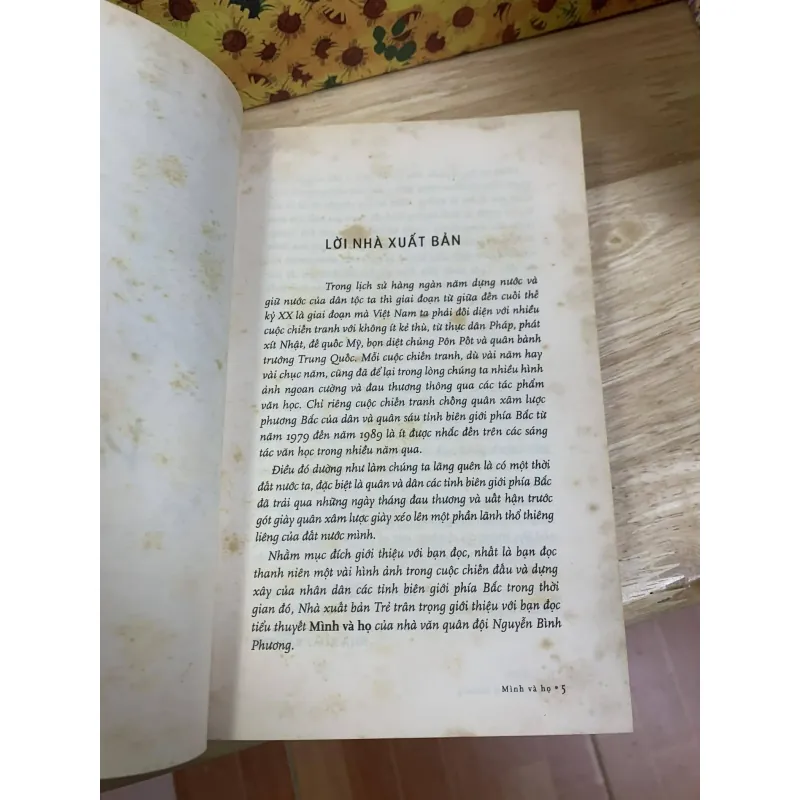 LỜI NHÀ XUẤT BẢN
Trong lịch sử hàng ngàn năm dựng nước và
giữ nước của dân tộc ta thì giai đoạn từ giữa đến cuối thế
kỷ XX là giai đoạn mà Việt Nam ta phải đối diện với nhiều
cuộc chiến tranh với không ít kẻ thù, từ thực dân Pháp, phát
xít Nhật, đế quốc Mỹ, bọn diệt chủng Pôn Pốt và quân bành
trướng Trung Quốc. Mỗi cuộc chiến tranh, dù vài năm hay
vài chục năm, cũng đã để lại trong lòng chúng ta nhiều hình
ảnh ngoan cường và đau thương thông qua các tác phẩm
văn học. Chỉ riêng cuộc chiến tranh chống quân xâm lược
phương Bắc của dân và quân sáu tỉnh biên giới phía Bắc từ
năm 1979 đến năm 1989 là ít được nhắc đến trên các sáng
tác văn học trong nhiều năm qua.
Điều đó dường như làm chúng ta lãng quên là có một thời
đất nước ta, đặc biệt là quân và dân các tỉnh biên giới phía Bắc
đã trải qua những ngày tháng đau thương và uất hận trước
gót giày quân xâm lược giày xéo lên một phần lãnh thổ thiêng
liêng của đất nước mình.
Nhằm mục đích giới thiệu với bạn đọc, nhất là bạn đọc
thanh niên một vài hình ảnh trong cuộc chiến đấu và dựng
xây của nhân dân các tỉnh biên giới phía Bắc trong thời
gian đó, Nhà xuất bản Trẻ trân trọng giới thiệu với bạn đọc
tiểu thuyết Mình và họ của nhà văn quân đội Nguyễn Bình
Phương.
Mình và họ * 5